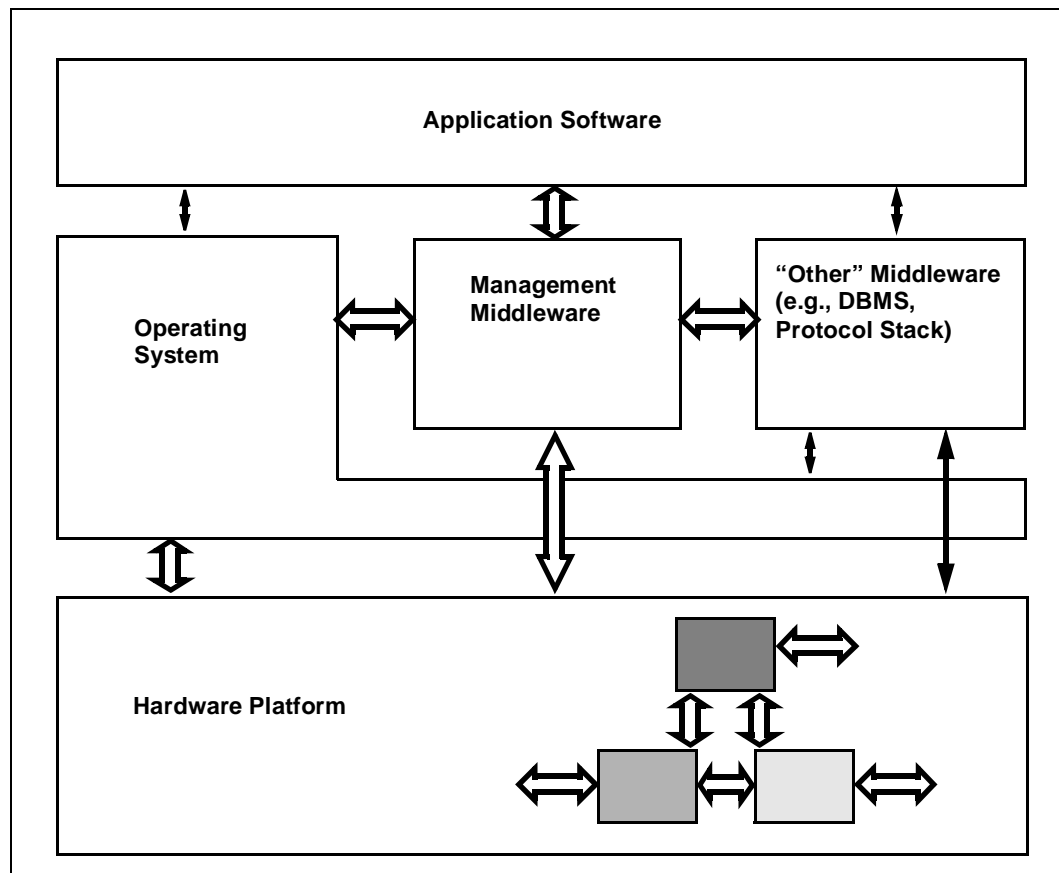 Application Software
Management
Middleware
“Other” Middleware
(e.g., DBMS,
Protocol Stack)
Operating
System
Hardware Platform